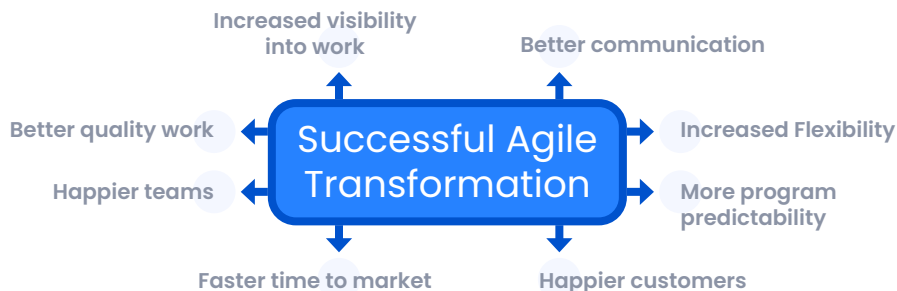 Increased visibility
into work
Better communication
Better quality work
Successful Agile
Transformation
Increased Flexibility
Happier teams
More program
predictability
Faster time to market
Happier customers